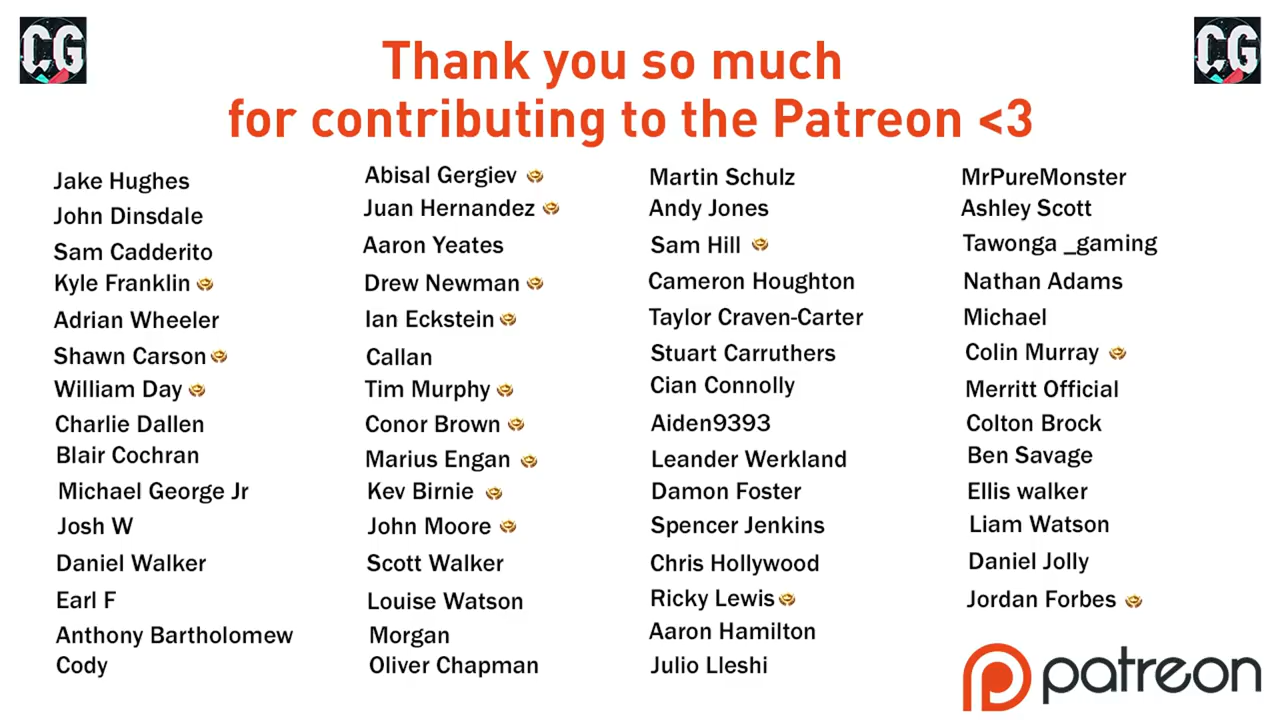 CG
CG
Thank you so much
for contributing to the Patreon <3
Jake Hughes
John Dinsdale
Sam Cadderito
Kyle Franklin
Adrian Wheeler
Shawn Carson
William Day
Charlie Dallen
Blair Cochran
Michael George Jr
Josh W
Daniel Walker
Earl F
Anthony Bartholomew
Cody
Abisal Gergiev
Juan Hernandez
Aaron Yeates
Drew Newman
Ian Eckstein
Callan
Tim Murphy
Conor Brown
Marius Engan
Kev Birnie
John Moore
Scott Walker
Louise Watson
Morgan
Oliver Chapman
Martin Schulz
Andy Jones
Sam Hill
Cameron Houghton
Taylor Craven-Carter
Stuart Carruthers
Cian Connolly
Aiden9393
Leander Werkland
Damon Foster
Spencer Jenkins
Chris Hollywood
Ricky Lewis
Aaron Hamilton
Julio Lleshi
MrPureMonster
Ashley Scott
Tawonga _gaming
Nathan Adams
Michael
Colin Murray
Merritt Official
Colton Brock
Ben Savage
Ellis walker
Liam Watson
Daniel Jolly
Jordan Forbes
patreon